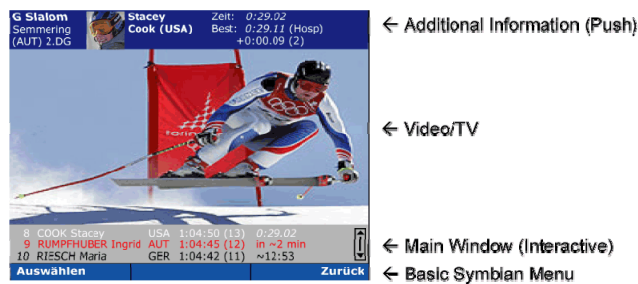 G Slalom
Semmering
(AUT) 2.DG
Stacey
Cook (USA)
Zeit: 0:29.02
Best: 0:29.11 (Hosp)
+0:00.09 (2)
← Additional Information (Push)
torino
← Video/TV
8 COOK Stacey USA 1:04:50 (13) 0:29.02
9 RUMPFHUBER Ingrid AUT 1:04:45 (12) in ~2 min
10 RIESCH Maria GER 1:04:42 (11) ~12:53
← Main Window (Interactive)
Auswählen Zurück
← Basic Symbian Menu